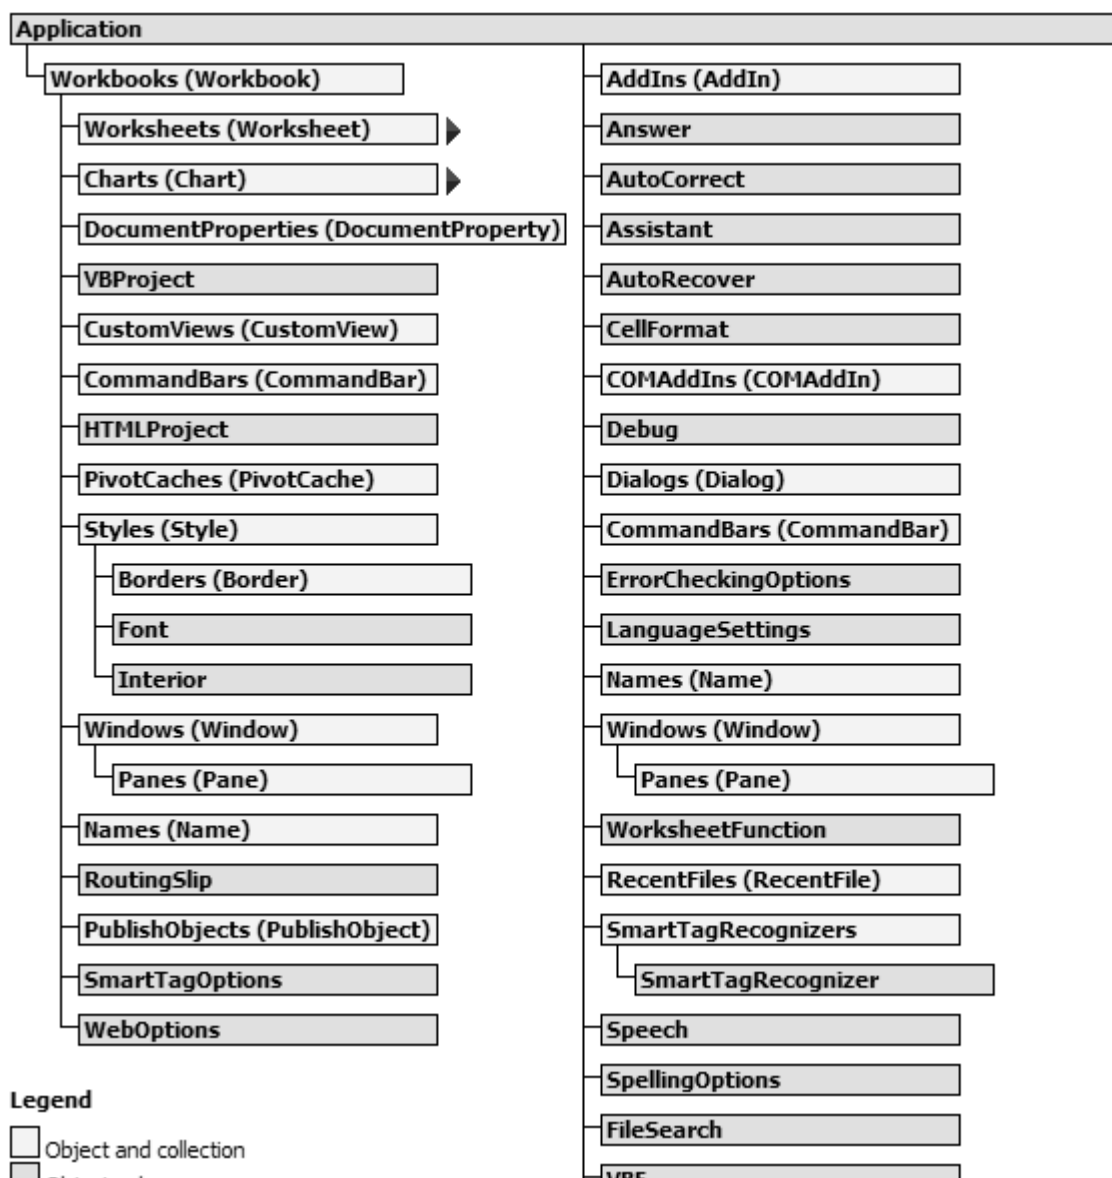 Application
Workbooks (Workbook)
Worksheets (Worksheet)
Charts (Chart)
DocumentProperties (DocumentProperty)
VBProject
CustomViews (CustomView)
CommandBars (CommandBar)
HTMLProject
PivotCaches (PivotCache)
Styles (Style)
Borders (Border)
Font
Interior
Windows (Window)
Panes (Pane)
Names (Name)
RoutingSlip
PublishObjects (PublishObject)
SmartTagOptions
WebOptions
Legend
Object and collection
AddIns (AddIn)
Answer
AutoCorrect
Assistant
AutoRecover
CellFormat
COMAddIns (COMAddIn)
Debug
Dialogs (Dialog)
CommandBars (CommandBar)
ErrorCheckingOptions
LanguageSettings
Names (Name)
Windows (Window)
Panes (Pane)
WorksheetFunction
RecentFiles (RecentFile)
SmartTagRecognizers
SmartTagRecognizer
Speech
SpellingOptions
FileSearch